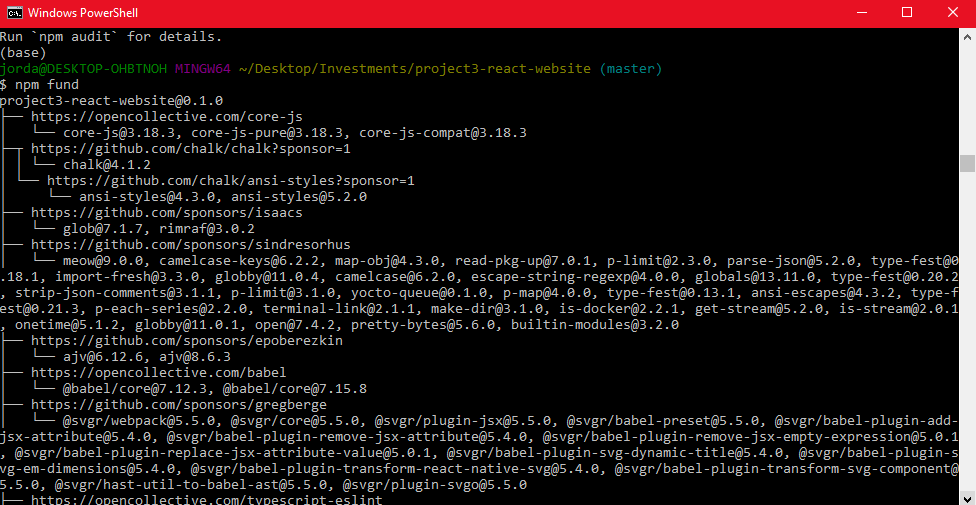 Windows PowerShell
Run `npm audit` for details.
(base)
jorda@DESKTOP-OHBTNOH MINGW64 ~/Desktop/Investments/project3-react-website (master)
$ npm fund
project3-react-website@0.1.0
├── https://opencollective.com/core-js
│   └── core-js@3.18.3, core-js-pure@3.18.3, core-js-compat@3.18.3
├─┬ https://github.com/chalk/chalk?sponsor=1
│ │ └── chalk@4.1.2
│ └── https://github.com/chalk/ansi-styles?sponsor=1
│     └── ansi-styles@4.3.0, ansi-styles@5.2.0
├── https://github.com/sponsors/isaacs
│   └── glob@7.1.7, rimraf@3.0.2
├── https://github.com/sponsors/sindresorhus
│   └── meow@9.0.0, camelcase-keys@6.2.2, map-obj@4.3.0, read-pkg-up@7.0.1, p-limit@2.3.0, parse-json@5.2.0, type-fest@0
.18.1, import-fresh@3.3.0, globby@11.0.4, camelcase@6.2.0, escape-string-regexp@4.0.0, globals@13.11.0, type-fest@0.20.2
, strip-json-comments@3.1.1, p-limit@3.1.0, yocto-queue@0.1.0, p-map@4.0.0, type-fest@0.13.1, ansi-escapes@4.3.2, type-f
est@0.21.3, p-each-series@2.2.0, terminal-link@2.1.1, make-dir@3.1.0, is-docker@2.2.1, get-stream@5.2.0, is-stream@2.0.1
, onetime@5.1.2, globby@11.0.1, open@7.4.2, pretty-bytes@5.6.0, builtin-modules@3.2.0
├── https://github.com/sponsors/epoberezkin
│   └── ajv@6.12.6, ajv@8.6.3
├── https://opencollective.com/babel
│   └── @babel/core@7.12.3, @babel/core@7.15.8
├── https://github.com/sponsors/gregberge
│   └── @svgr/webpack@5.5.0, @svgr/core@5.5.0, @svgr/plugin-jsx@5.5.0, @svgr/babel-preset@5.5.0, @svgr/babel-plugin-add-
jsx-attribute@5.4.0, @svgr/babel-plugin-remove-jsx-attribute@5.4.0, @svgr/babel-plugin-remove-jsx-empty-expression@5.0.1
, @svgr/babel-plugin-replace-jsx-attribute-value@5.0.1, @svgr/babel-plugin-svg-dynamic-title@5.4.0, @svgr/babel-plugin-s
vg-em-dimensions@5.4.0, @svgr/babel-plugin-transform-react-native-svg@5.4.0, @svgr/babel-plugin-transform-svg-component@
5.5.0, @svgr/hast-util-to-babel-ast@5.5.0, @svgr/plugin-svgo@5.5.0
├── https://opencollective.com/typescript-eslint